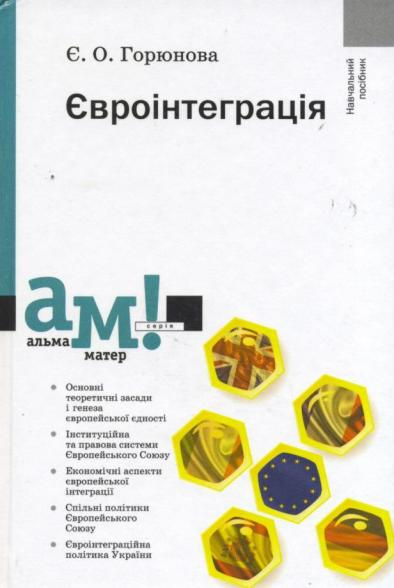 Є. О. Горюнова
Євроінтеграція
Навчальний
посібник
ам!
серія
альма
матер
Основні
теоретичні засади
і генеза
європейської єдності
Інституційна
та правова системи
Європейського Союзу
Економічні аспекти
європейської
інтеграції
Спільні політики
Європейського
Союзу
Євроінтеграційна
політика України